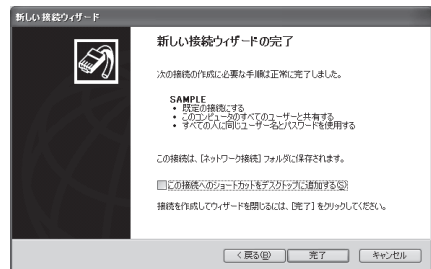 新しい接続ウィザード
新しい接続ウィザードの完了
次の接続の作成に必要な手順は正常に完了しました。
SAMPLE
• 既定の接続にする
• このコンピュータのすべてのユーザーと共有する
• すべての人に同じユーザー名とパスワードを使用する
この接続は、[ネットワーク接続] フォルダに保存されます。
この接続へのショートカットをデスクトップに追加する(S)
接続を作成してウィザードを閉じるには、[完了] をクリックしてください。
< 戻る(B)
完了
キャンセル